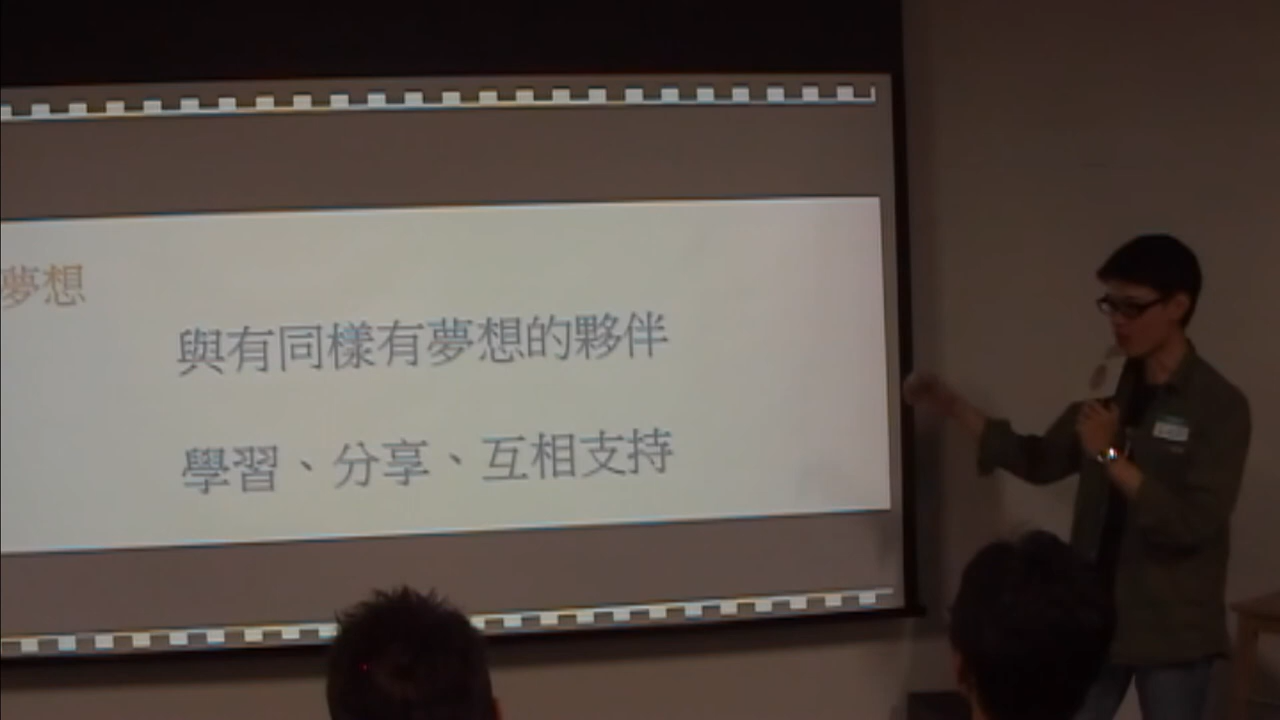 夢想
與有同樣有夢想的夥伴
學習、分享、互相支持